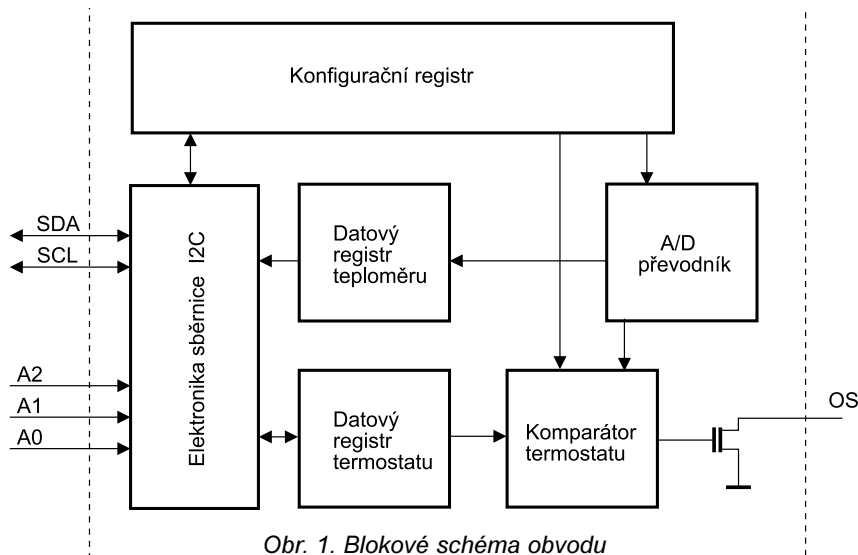 Konfigurační registr
SDA
SCL
A2
A1
A0
Elektronika sběrnice I2C
Datový
registr
teploměru
A/D
převodník
Datový
registr
termostatu
Komparátor
termostatu
OS
Obr. 1. Blokové schéma obvodu